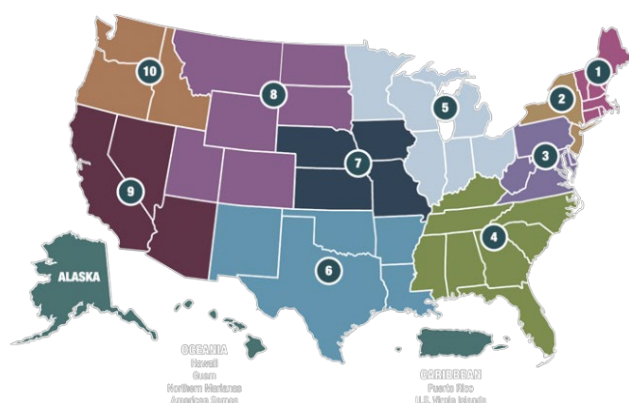 1
2
3
4
5
6
7
8
9
10
ALASKA
OCEANIA
Hawaii
Guam
Northern Marianas
American Samoa
CARIBBEAN
Puerto Rico
U.S. Virgin Islands